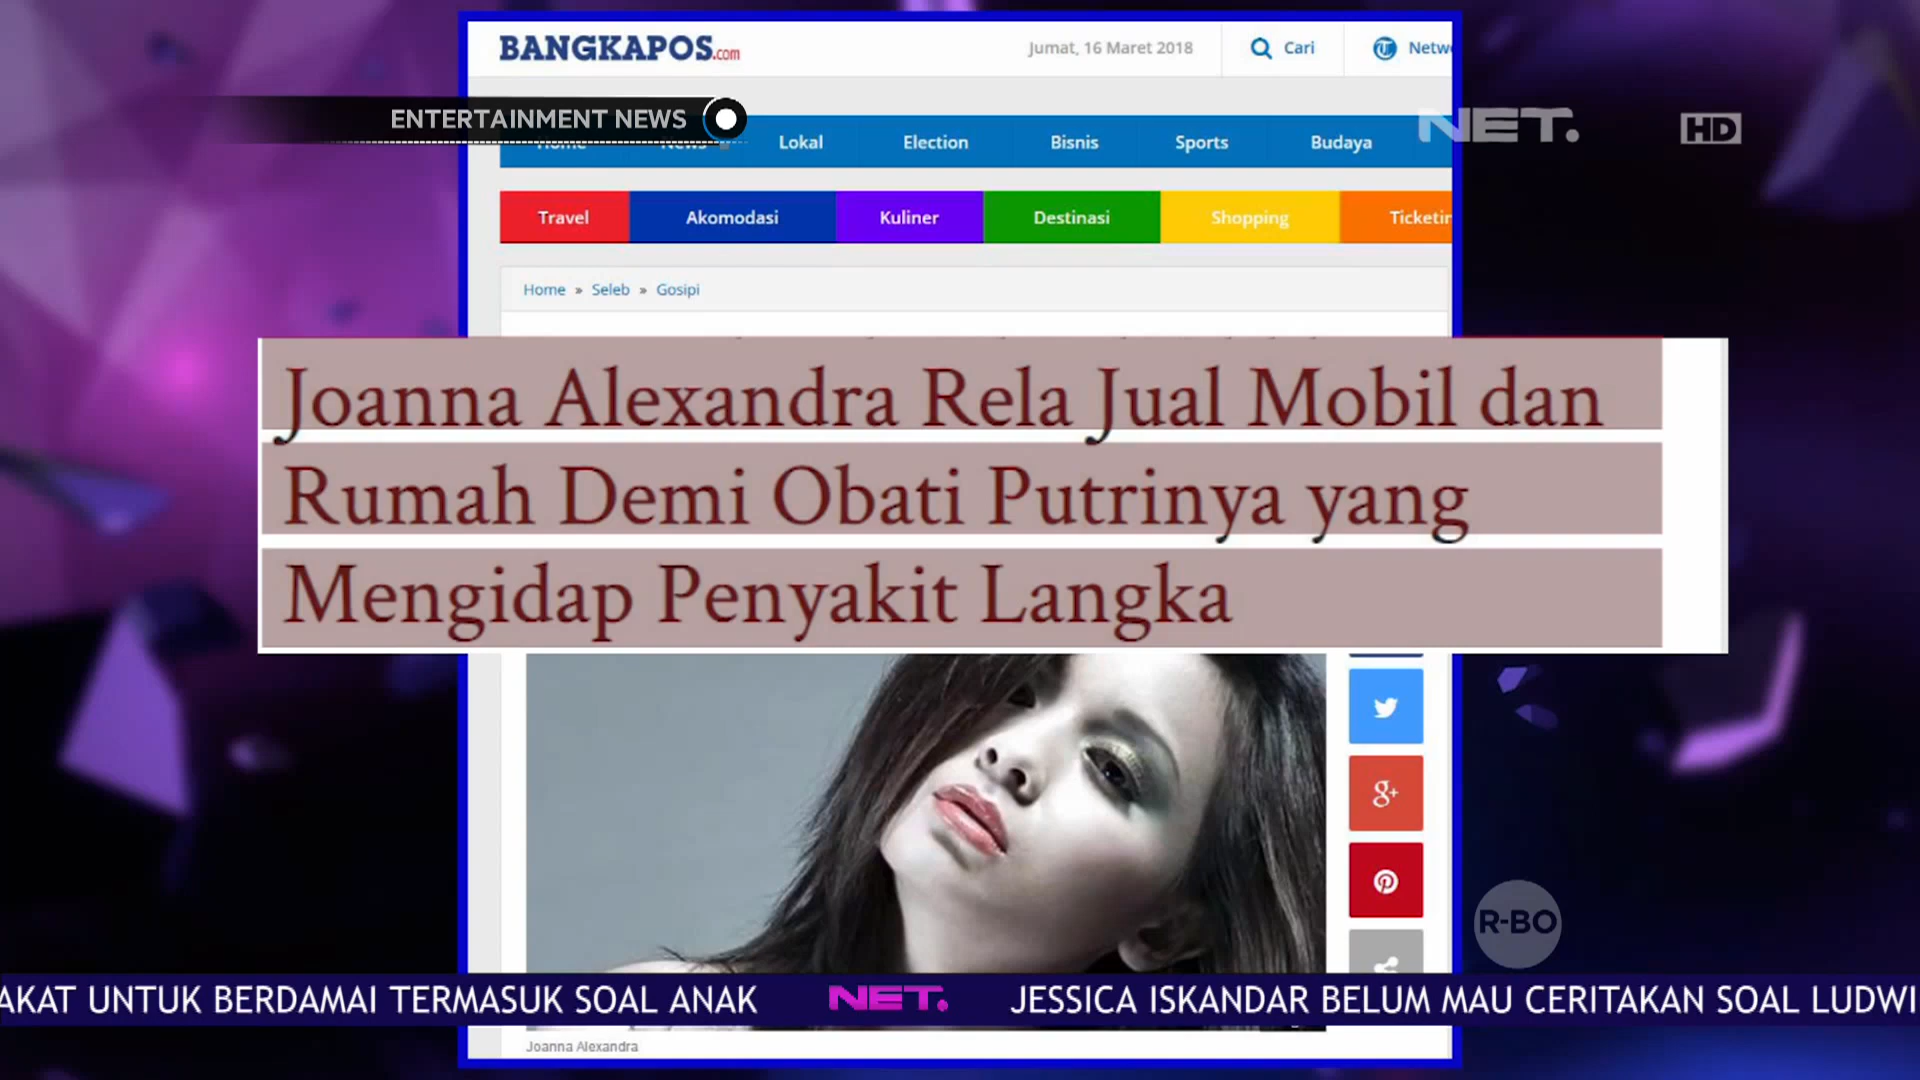 BANGKAPOS.com
Jumat, 16 Maret 2018
Cari
ENTERTAINMENT NEWS
NET.
HD
Home
News
Lokal
Election
Bisnis
Sports
Budaya
Travel
Akomodasi
Kuliner
Destinasi
Shopping
Home » Seleb » Gosipi
Joanna Alexandra Rela Jual Mobil dan
Rumah Demi Obati Putrinya yang
Mengidap Penyakit Langka
g+
R-BO
AKAT UNTUK BERDAMAI TERMASUK SOAL ANAK
NET.
JESSICA ISKANDAR BELUM MAU CERITAKAN SOAL LUDWI
Joanna Alexandra